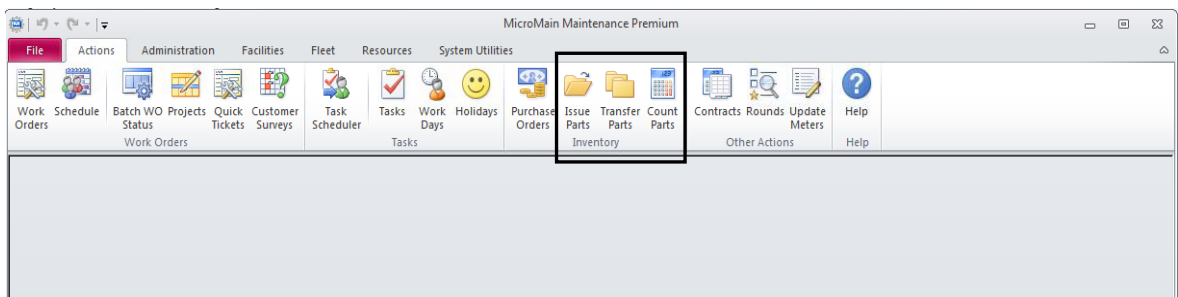 MicroMain Maintenance Premium
File Actions Administration Facilities Fleet Resources System Utilities
Work Orders
Schedule
Batch WO Status
Projects
Quick Tickets
Customer Surveys
Work Orders
Task Scheduler
Tasks
Work Days
Holidays
Tasks
Purchase Orders
Issue Parts
Transfer Parts
Count Parts
Inventory
Contracts
Rounds
Update Meters
Other Actions
Help
Help